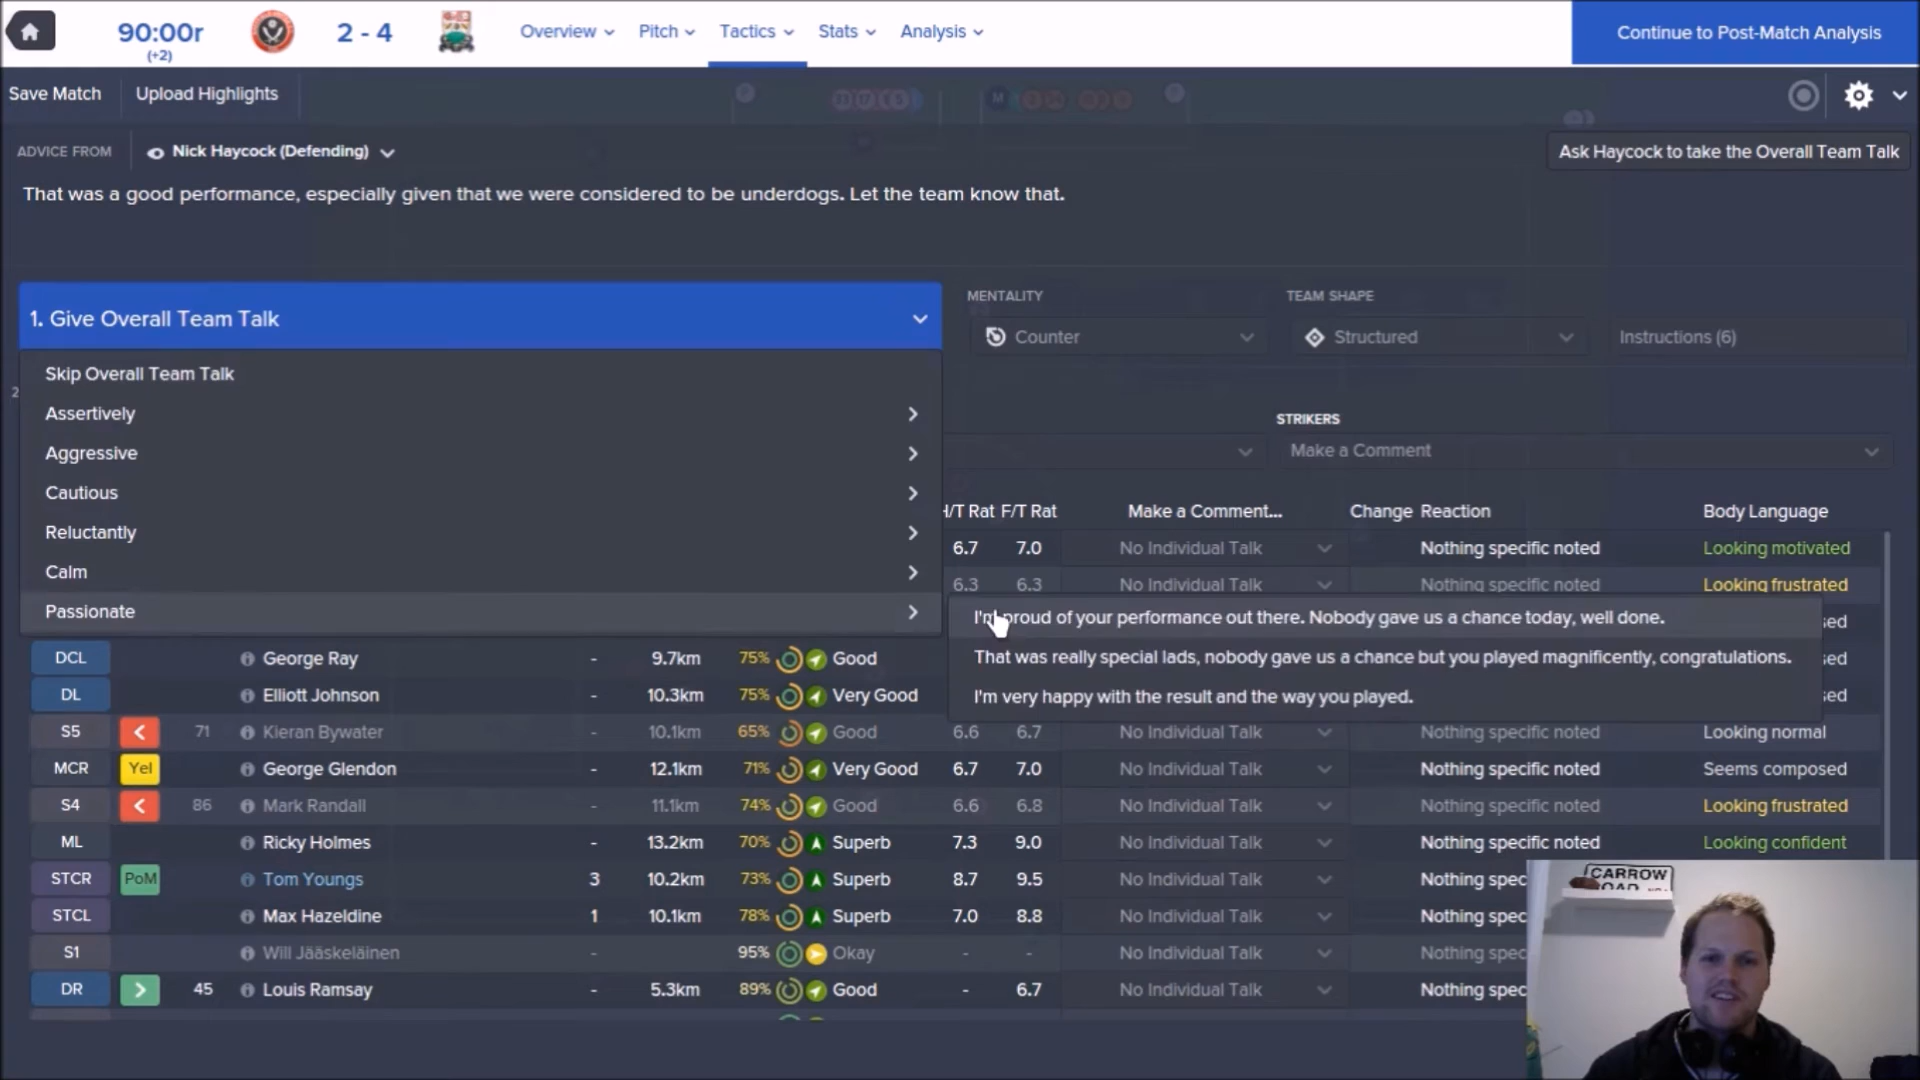 90:00r
(+2)
2 - 4
Overview
Pitch
Tactics
Stats
Analysis
Continue to Post-Match Analysis
Save Match
Upload Highlights
ADVICE FROM
Nick Haycock (Defending)
Ask Haycock to take the Overall Team Talk
That was a good performance, especially given that we were considered to be underdogs. Let the team know that.
1. Give Overall Team Talk
MENTALITY
TEAM SHAPE
Counter
Structured
Instructions (6)
Skip Overall Team Talk
2
Assertively
Aggressive
Cautious
Reluctantly
Calm
Passionate
STRIKERS
Make a Comment
H/T Rat F/T Rat Make a Comment... Change Reaction Body Language
6.7 7.0 No Individual Talk Nothing specific noted Looking motivated
6.3 6.3 No Individual Talk Nothing specific noted Looking frustrated
I'm proud of your performance out there. Nobody gave us a chance today, well done.
That was really special lads, nobody gave us a chance but you played magnificently, congratulations.
I'm very happy with the result and the way you played.
DCL George Ray - 9.7km 75% Good
DL Elliott Johnson - 10.3km 75% Very Good
S5 71 Kieran Bywater - 10.1km 65% Good 6.6 6.7 No Individual Talk Nothing specific noted Looking normal
MCR Yel George Glendon - 12.1km 71% Very Good 6.7 7.0 No Individual Talk Nothing specific noted Seems composed
S4 86 Mark Randall - 11.1km 74% Good 6.6 6.8 No Individual Talk Nothing specific noted Looking frustrated
ML Ricky Holmes - 13.2km 70% Superb 7.3 9.0 No Individual Talk Nothing specific noted Looking confident
STCR PoM Tom Youngs 3 10.2km 73% Superb 8.7 9.5 No Individual Talk Nothing spec
STCL Max Hazeldine 1 10.1km 78% Superb 7.0 8.8 No Individual Talk Nothing spec
S1 Will Jääskeläinen - 95% Okay - - No Individual Talk Nothing spec
DR 45 Louis Ramsay - 5.3km 89% Good - 6.7 No Individual Talk Nothing spec
CARROW
ROAD